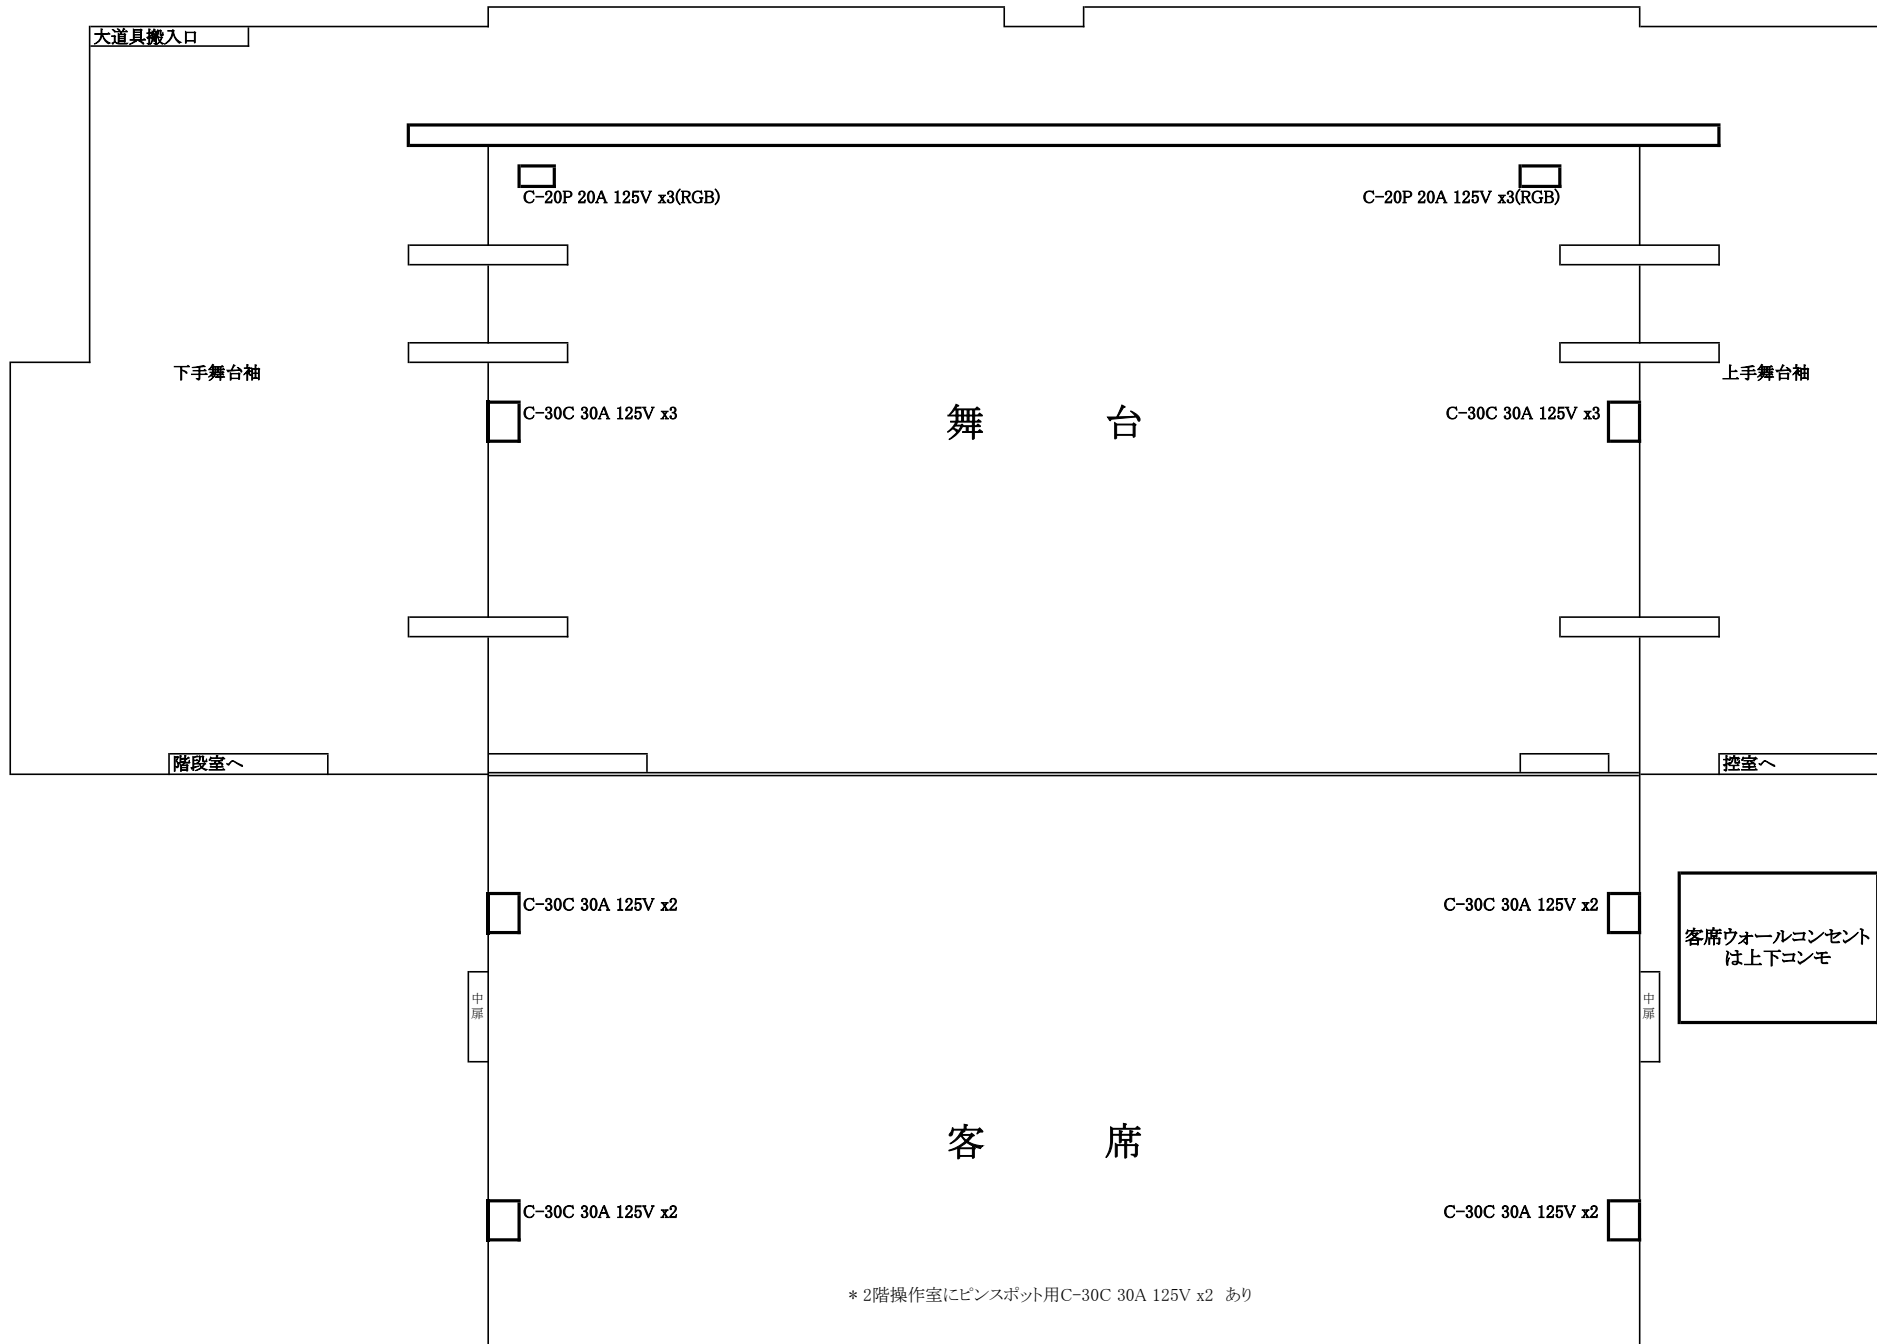 大道具搬入口
C-20P 20A 125V x3(RGB)
C-20P 20A 125V x3(RGB)
下手舞台袖
上手舞台袖
C-30C 30A 125V x3
舞 台
C-30C 30A 125V x3
階段室へ
控室へ
C-30C 30A 125V x2
C-30C 30A 125V x2
客席ウォールコンセント
は上下コンモ
中扉
中扉
客 席
C-30C 30A 125V x2
C-30C 30A 125V x2
* 2階操作室にピンスポット用C-30C 30A 125V x2 あり